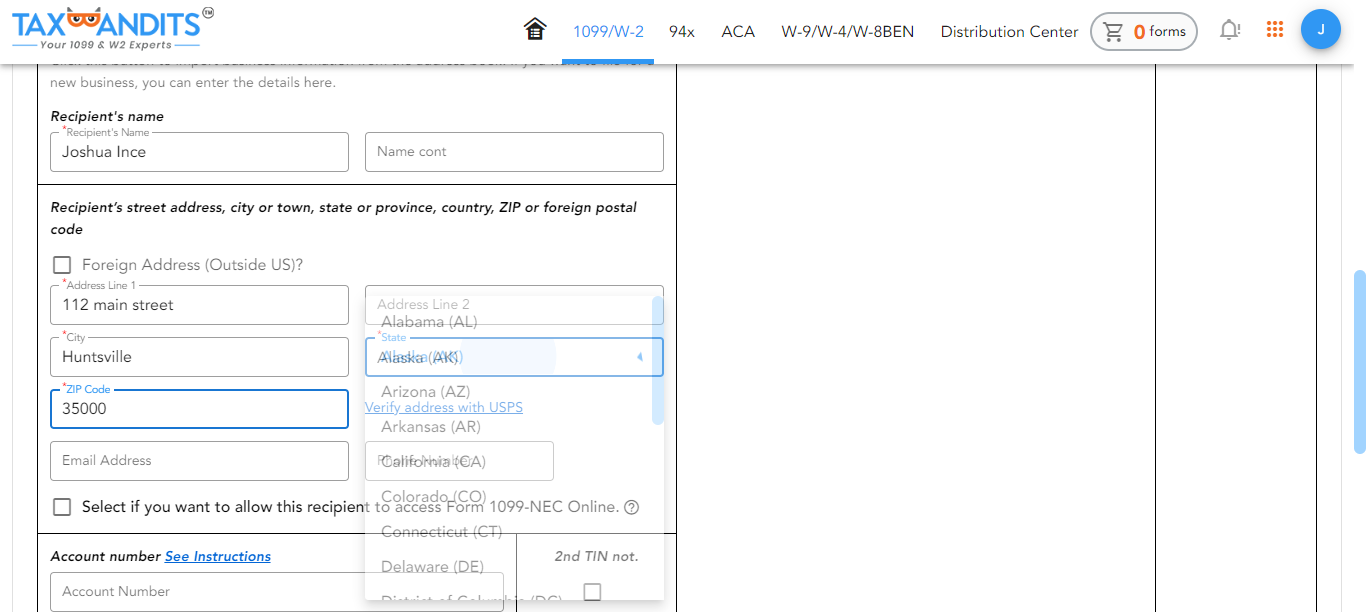 TAXBANDITS
Your 1099 & W2 Experts
1099/W-2
94x
ACA
W-9/W-4/W-8BEN
Distribution Center
0 forms
J
new business, you can enter the details here.
Recipient's name
*Recipient's Name
Joshua Ince
Name cont
Recipient's street address, city or town, state or province, country, ZIP or foreign postal
code
Foreign Address (Outside US)?
*Address Line 1
112 main street
Address Line 2
Alabama (AL)
*City
Huntsville
*State
Alaska (AK)
Alaska (AK)
*ZIP Code
35000
Arizona (AZ)
Verify address with USPS
Arkansas (AR)
Email Address
Phone Number
California (CA)
Colorado (CO)
Select if you want to allow this recipient to access Form 1099-NEC Online.
Connecticut (CT)
Account number See Instructions
2nd TIN not.
Delaware (DE)
Account Number
District of Columbia (DC)